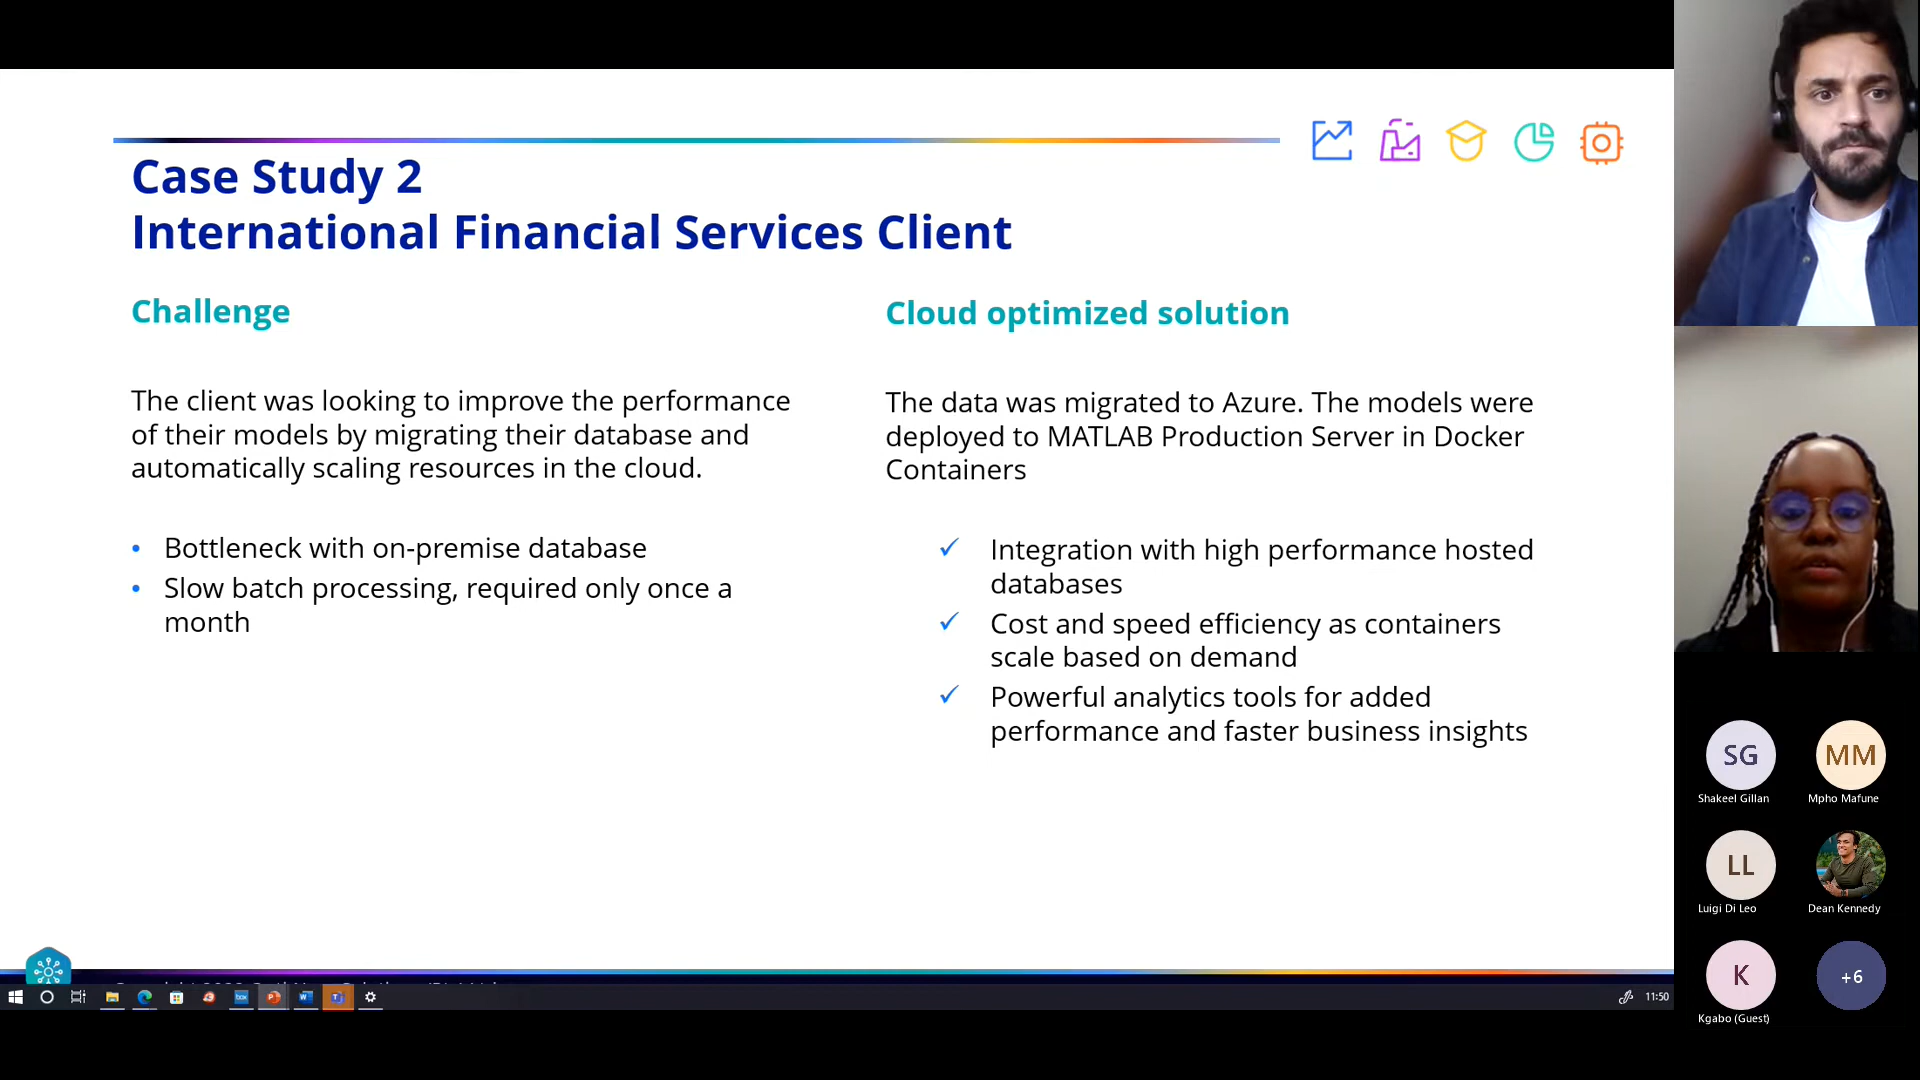 Case Study 2
International Financial Services Client
Challenge
The client was looking to improve the performance
of their models by migrating their database and
automatically scaling resources in the cloud.
• Bottleneck with on-premise database
• Slow batch processing, required only once a
month
Cloud optimized solution
The data was migrated to Azure. The models were
deployed to MATLAB Production Server in Docker
Containers
✓ Integration with high performance hosted
databases
✓ Cost and speed efficiency as containers
scale based on demand
✓ Powerful analytics tools for added
performance and faster business insights
SG
Shakeel Gillan
MM
Mpho Mafune
LL
Luigi Di Leo
Dean Kennedy
K
Kgabo (Guest)
+6
box
11:50